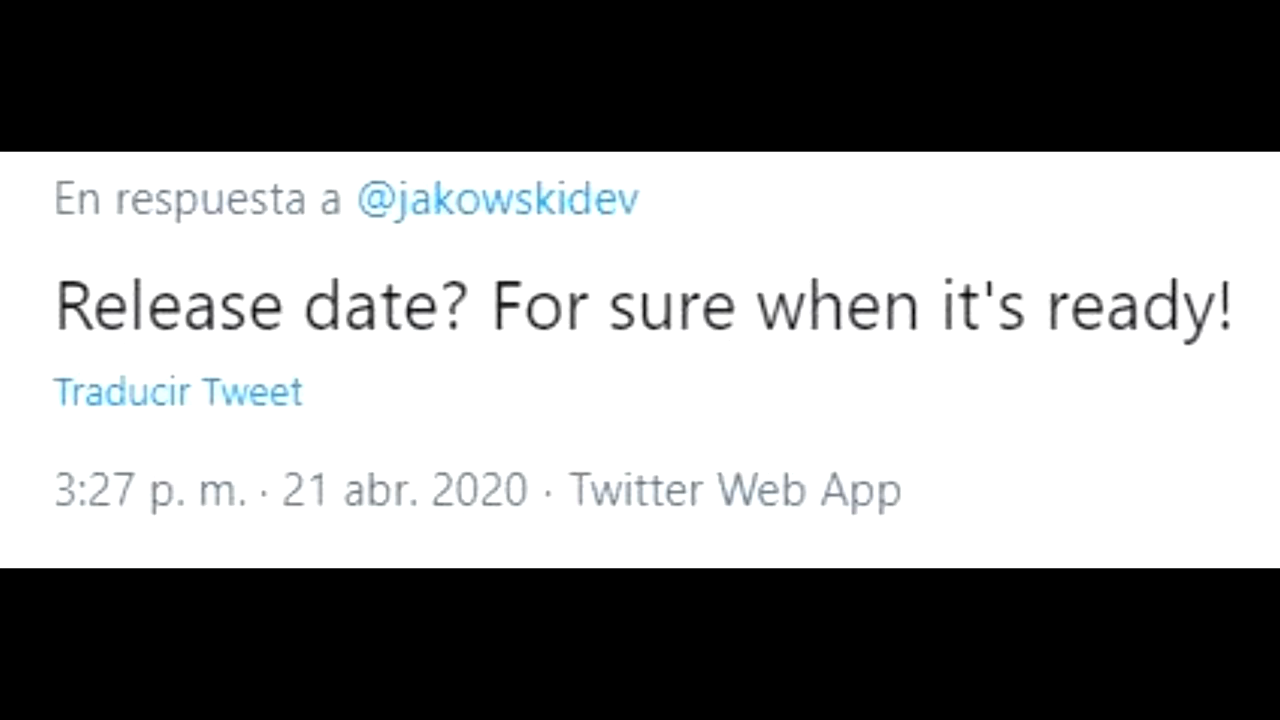 En respuesta a @jakowskidev
Release date? For sure when it's ready!
Traducir Tweet
3:27 p. m. · 21 abr. 2020 · Twitter Web App